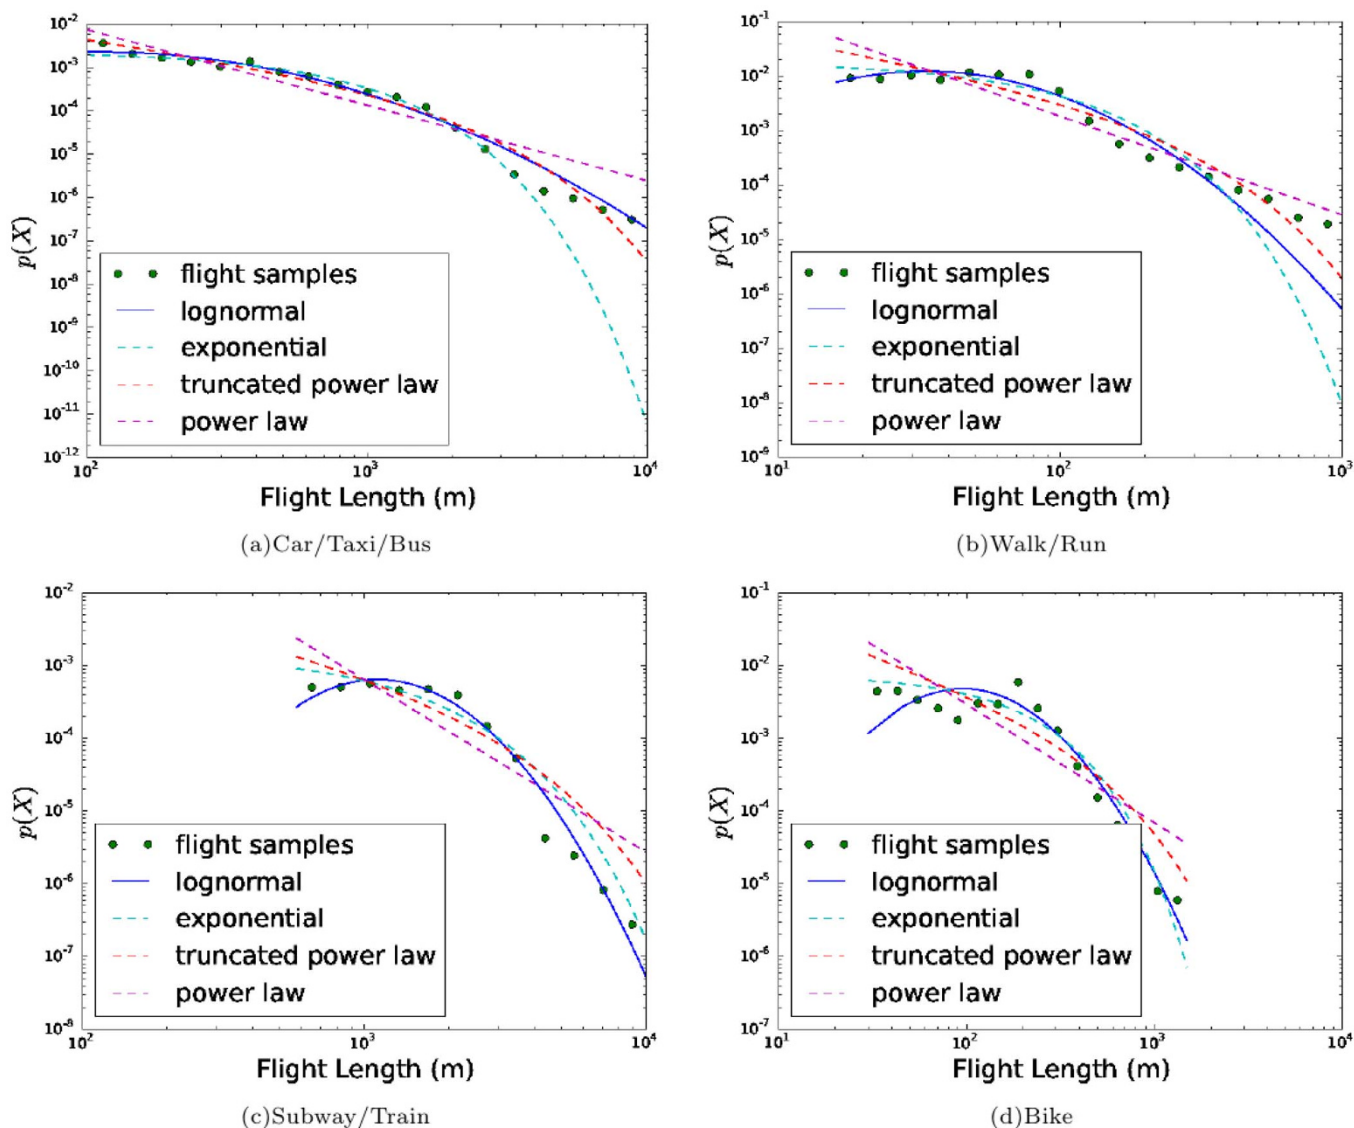 10^-2
10^-3
10^-4
10^-5
10^-6
10^-7
10^-8
10^-9
10^-10
10^-11
10^-12
p(X)
flight samples
lognormal
exponential
truncated power law
power law
10^2
10^3
10^4
Flight Length (m)
(a)Car/Taxi/Bus
10^-1
10^-2
10^-3
10^-4
10^-5
10^-6
10^-7
10^-8
10^-9
p(X)
flight samples
lognormal
exponential
truncated power law
power law
10^1
10^2
10^3
Flight Length (m)
(b)Walk/Run
10^-2
10^-3
10^-4
10^-5
10^-6
10^-7
10^-8
p(X)
flight samples
lognormal
exponential
truncated power law
power law
10^2
10^3
10^4
Flight Length (m)
(c)Subway/Train
10^-1
10^-2
10^-3
10^-4
10^-5
10^-6
10^-7
p(X)
flight samples
lognormal
exponential
truncated power law
power law
10^1
10^2
10^3
10^4
Flight Length (m)
(d)Bike